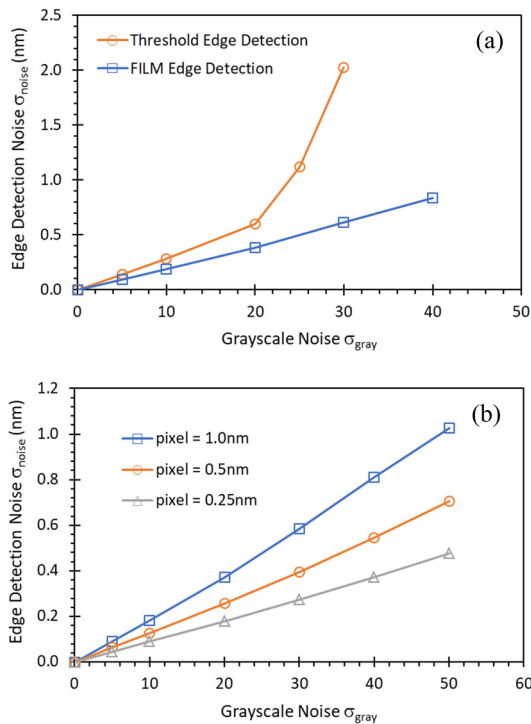 2.5
Threshold Edge Detection
(a)
FILM Edge Detection
2.0
1.5
1.0
0.5
0.0
Edge Detection Noise σnoise (nm)
0 10 20 30 40 50
Grayscale Noise σgray
1.2
(b)
1.0
pixel = 1.0nm
0.8
pixel = 0.5nm
pixel = 0.25nm
0.6
0.4
0.2
0.0
Edge Detection Noise σnoise (nm)
0 10 20 30 40 50 60
Grayscale Noise σgray